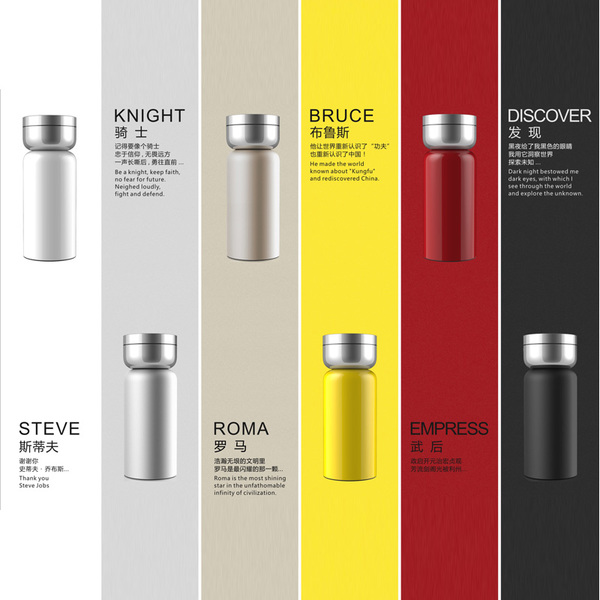 KNIGHT
骑 士
记得要像个骑士
忠于信仰，无畏远方
一声长嘶后，勇往直前 ...
Be a knight, keep faith,
no fear for future.
Neighed loudly,
fight and defend.
BRUCE
布鲁斯
他让世界重新认识了“功夫”
也重新认识了中国！
He made the world
known about "Kungfu"
and rediscovered China.
DISCOVER
发 现
黑夜给了我黑色的眼睛
我用它洞察世界
探索未知 ...
Dark night bestowed me
dark eyes, with which I
see through the world
and explore the unknown.
STEVE
斯蒂夫
谢谢你
史蒂夫 · 乔布斯...
Thank you
Steve Jobs
ROMA
罗 马
浩瀚无垠的文明里
罗马是最闪耀的那一颗...
Roma is the most shining
star in the unfathomable
infinity of civilization.
EMPRESS
武 后